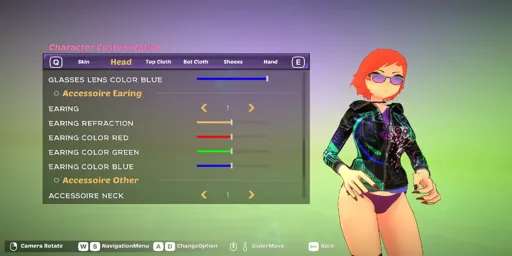 Character Customization
Q Skin Head Top Cloth Bot Cloth Shoees Hand E
GLASSES LENS COLOR BLUE
Accessoire Earing
EARING 1
EARING REFRACTION
EARING COLOR RED
EARING COLOR GREEN
EARING COLOR BLUE
Accessoire Other
ACCESSOIRE NECK 1
Camera Rotate W S NavigationMenu A D ChangeOption SliderMove Esc Back